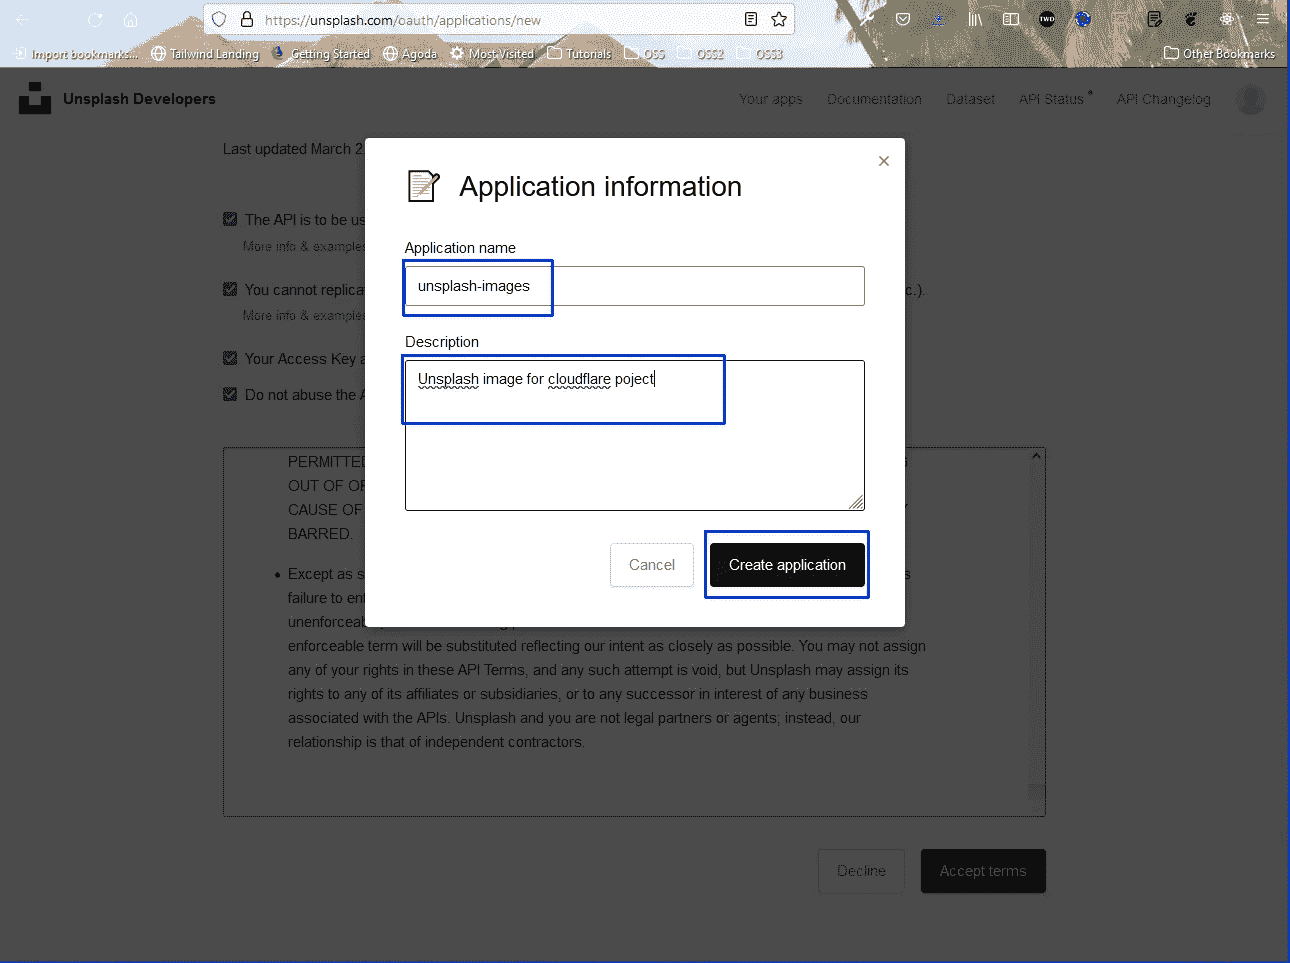 https://unsplash.com/oauth/applications/new
Import bookmarks... Tailwind Landing Getting Started Agoda Most Visited Tutorials OSS OSS2 OSS3 Other Bookmarks
Unsplash Developers Your apps Documentation Dataset API Status API Changelog
Last updated March 2
Application information
The API is to be us
More info & examples
Application name
unsplash-images
You cannot replica c.).
More info & examples
Description
Your Access Key a
Unsplash image for cloudflare poject
Do not abuse the A
PERMITTED
OUT OF OR
CAUSE OF
BARRED.
Cancel Create application
Except as s
failure to en
unenforceab
enforceable term will be substituted reflecting our intent as closely as possible. You may not assign
any of your rights in these API Terms, and any such attempt is void, but Unsplash may assign its
rights to any of its affiliates or subsidiaries, or to any successor in interest of any business
associated with the APIs. Unsplash and you are not legal partners or agents; instead, our
relationship is that of independent contractors.
Decline Accept terms